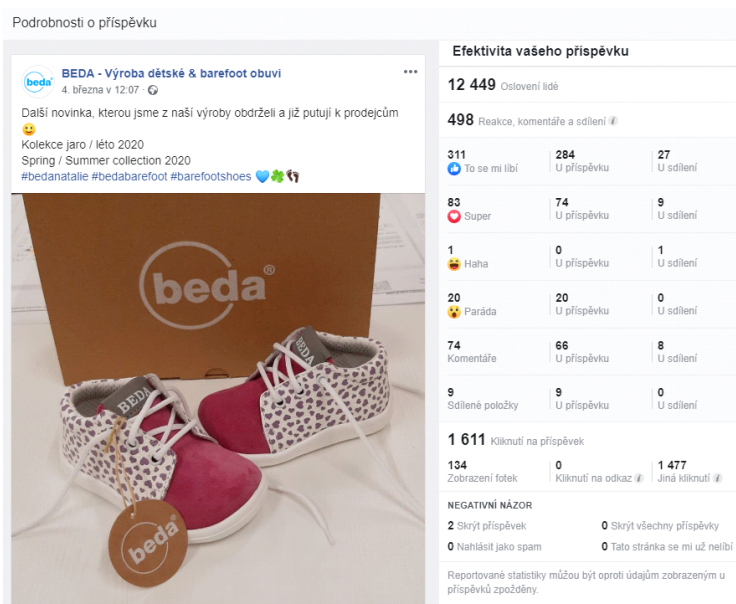 Podrobnosti o příspěvku
BEDA - Výroba dětské & barefoot obuvi
4. března v 12:07
Další novinka, kterou jsme z naší výroby obdrželi a již putují k prodejcům
Kolekce jaro / léto 2020
Spring / Summer collection 2020
#bedanatalie #bedabarefoot #barefootshoes
beda®
BEDA
BEDA
beda
Efektivita vašeho příspěvku
12 449 Oslovení lidé
498 Reakce, komentáře a sdílení
311 284 27
To se mi líbí U příspěvku U sdílení
83 74 9
Super U příspěvku U sdílení
1 0 1
Haha U příspěvku U sdílení
20 20 0
Paráda U příspěvku U sdílení
74 66 8
Komentáře U příspěvku U sdílení
9 9 0
Sdílené položky U příspěvku U sdílení
1 611 Kliknutí na příspěvek
134 0 1 477
Zobrazení fotek Kliknutí na odkaz Jiná kliknutí
NEGATIVNÍ NÁZOR
2 Skrýt příspěvek 0 Skrýt všechny příspěvky
0 Nahlásit jako spam 0 Tato stránka se mi už nelíbí
Reportované statistiky můžou být oproti údajům zobrazeným u
příspěvků zpožděny.